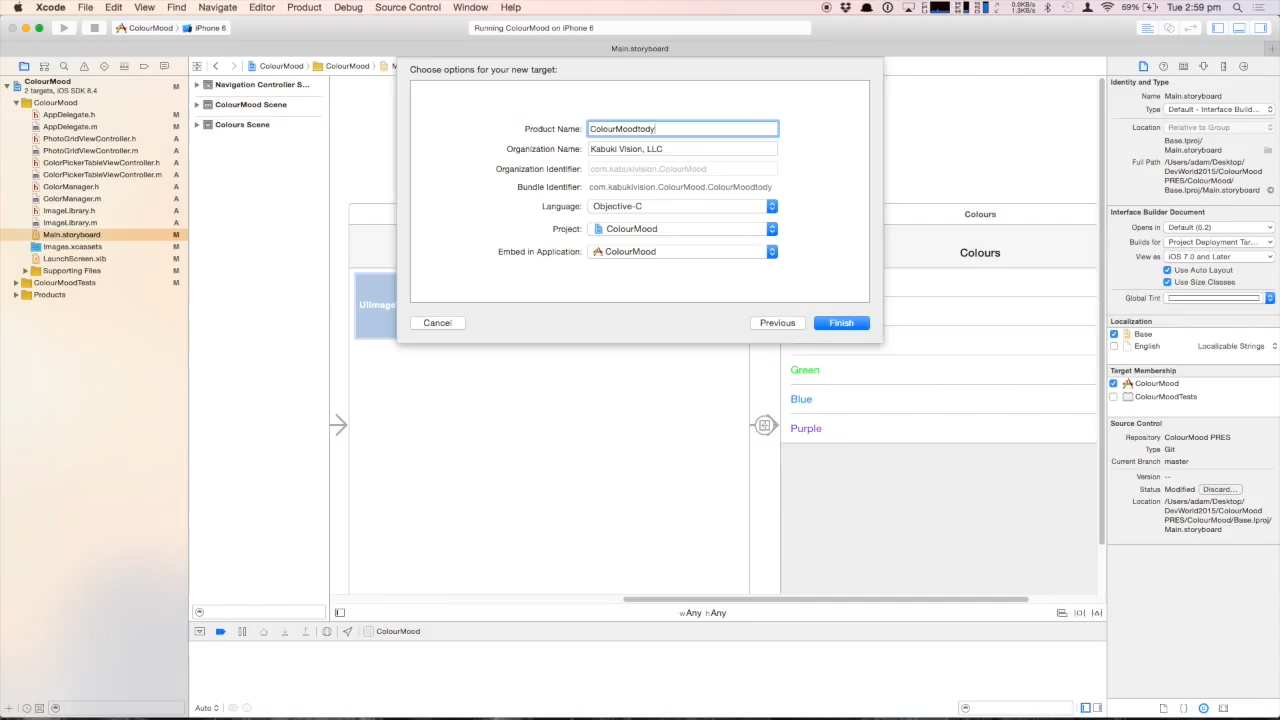 Xcode File Edit View Find Navigate Editor Product Debug Source Control Window Help 0.0KB/s 1.3KB/s 69% Tue 2:59 pm
ColourMood iPhone 6 Running ColourMood on iPhone 6
Main.storyboard
ColourMood
2 targets, iOS SDK 8.4
M
ColourMood
AppDelegate.h A
AppDelegate.m A
PhotoGridViewController.h A
PhotoGridViewController.m A
ColorPickerTableViewController.h A
ColorPickerTableViewController.m A
ColorManager.h A
ColorManager.m A
ImageLibrary.h A
ImageLibrary.m A
Main.storyboard M
Images.xcassets M
LaunchScreen.xib M
Supporting Files M
ColourMoodTests M
Products
ColourMood ColourMood M
Navigation Controller S...
ColourMood Scene
Colours Scene
Choose options for your new target:
Product Name: ColourMoodtody
Organization Name: Kabuki Vision, LLC
Organization Identifier: com.kabukivision.ColourMood
Bundle Identifier: com.kabukivision.ColourMood.ColourMoodtody
Language: Objective-C
Project: ColourMood
Embed in Application: ColourMood
Cancel Previous Finish
UIImage
Colours
Colours
Green
Blue
Purple
wAny hAny
ColourMood
Auto
Identity and Type
Name Main.storyboard
Type Default - Interface Build...
Location Relative to Group
Base.lproj/
Main.storyboard
Full Path /Users/adam/Desktop/
DevWorld2015/ColourMood
PRES/ColourMood/
Base.lproj/Main.storyboard
Interface Builder Document
Opens in Default (6.2)
Builds for Project Deployment Tar...
View as iOS 7.0 and Later
Use Auto Layout
Use Size Classes
Global Tint
Localization
Base
English Localizable Strings
Target Membership
ColourMood
ColourMoodTests
Source Control
Repository ColourMood PRES
Type Git
Current Branch master
Version --
Status Modified Discard...
Location /Users/adam/Desktop/
DevWorld2015/ColourMood
PRES/ColourMood/Base.lproj/
Main.storyboard